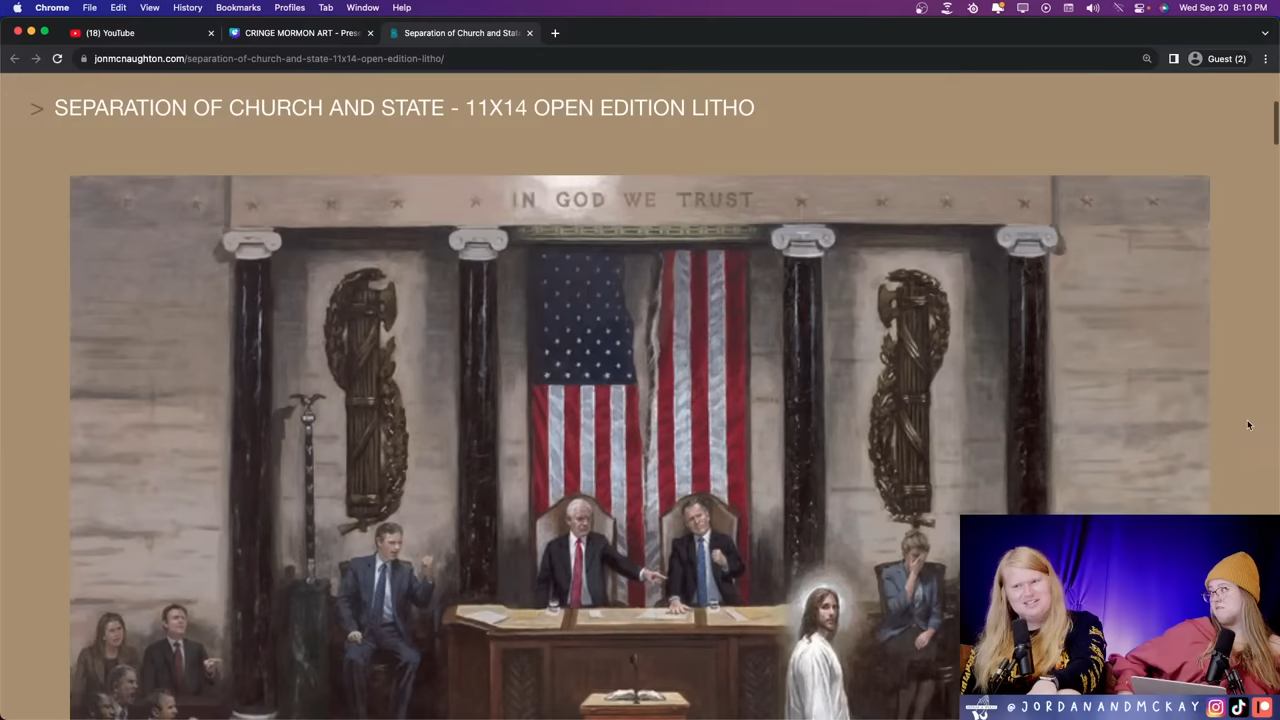 Chrome File Edit View History Bookmarks Profiles Tab Window Help Wed Sep 20 8:10 PM
(18) YouTube CRINGE MORMON ART - Prese Separation of Church and Stat
jonmcnaughton.com/separation-of-church-and-state-11x14-open-edition-litho/ Guest (2)
> SEPARATION OF CHURCH AND STATE - 11X14 OPEN EDITION LITHO
IN GOD WE TRUST
@JORDANANDMCKAY